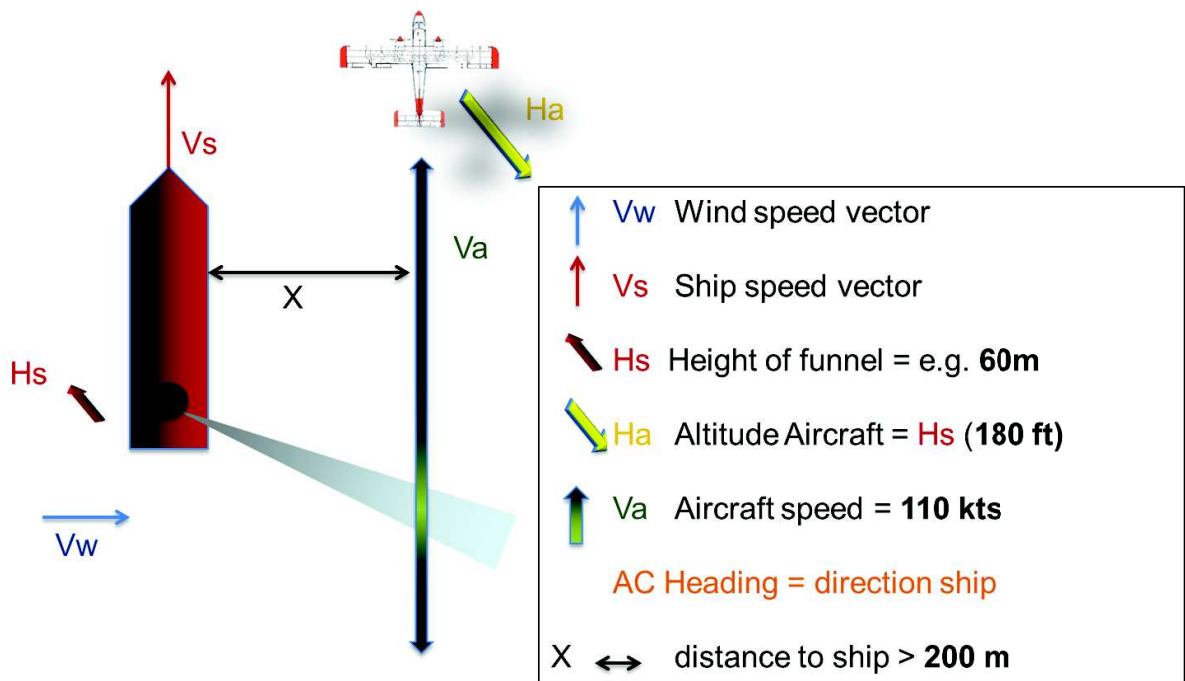 Ha
Vs
Va
X
Hs
Vw
Vw Wind speed vector
Vs Ship speed vector
Hs Height of funnel = e.g. 60m
Ha Altitude Aircraft = Hs (180 ft)
Va Aircraft speed = 110 kts
AC Heading = direction ship
X distance to ship > 200 m